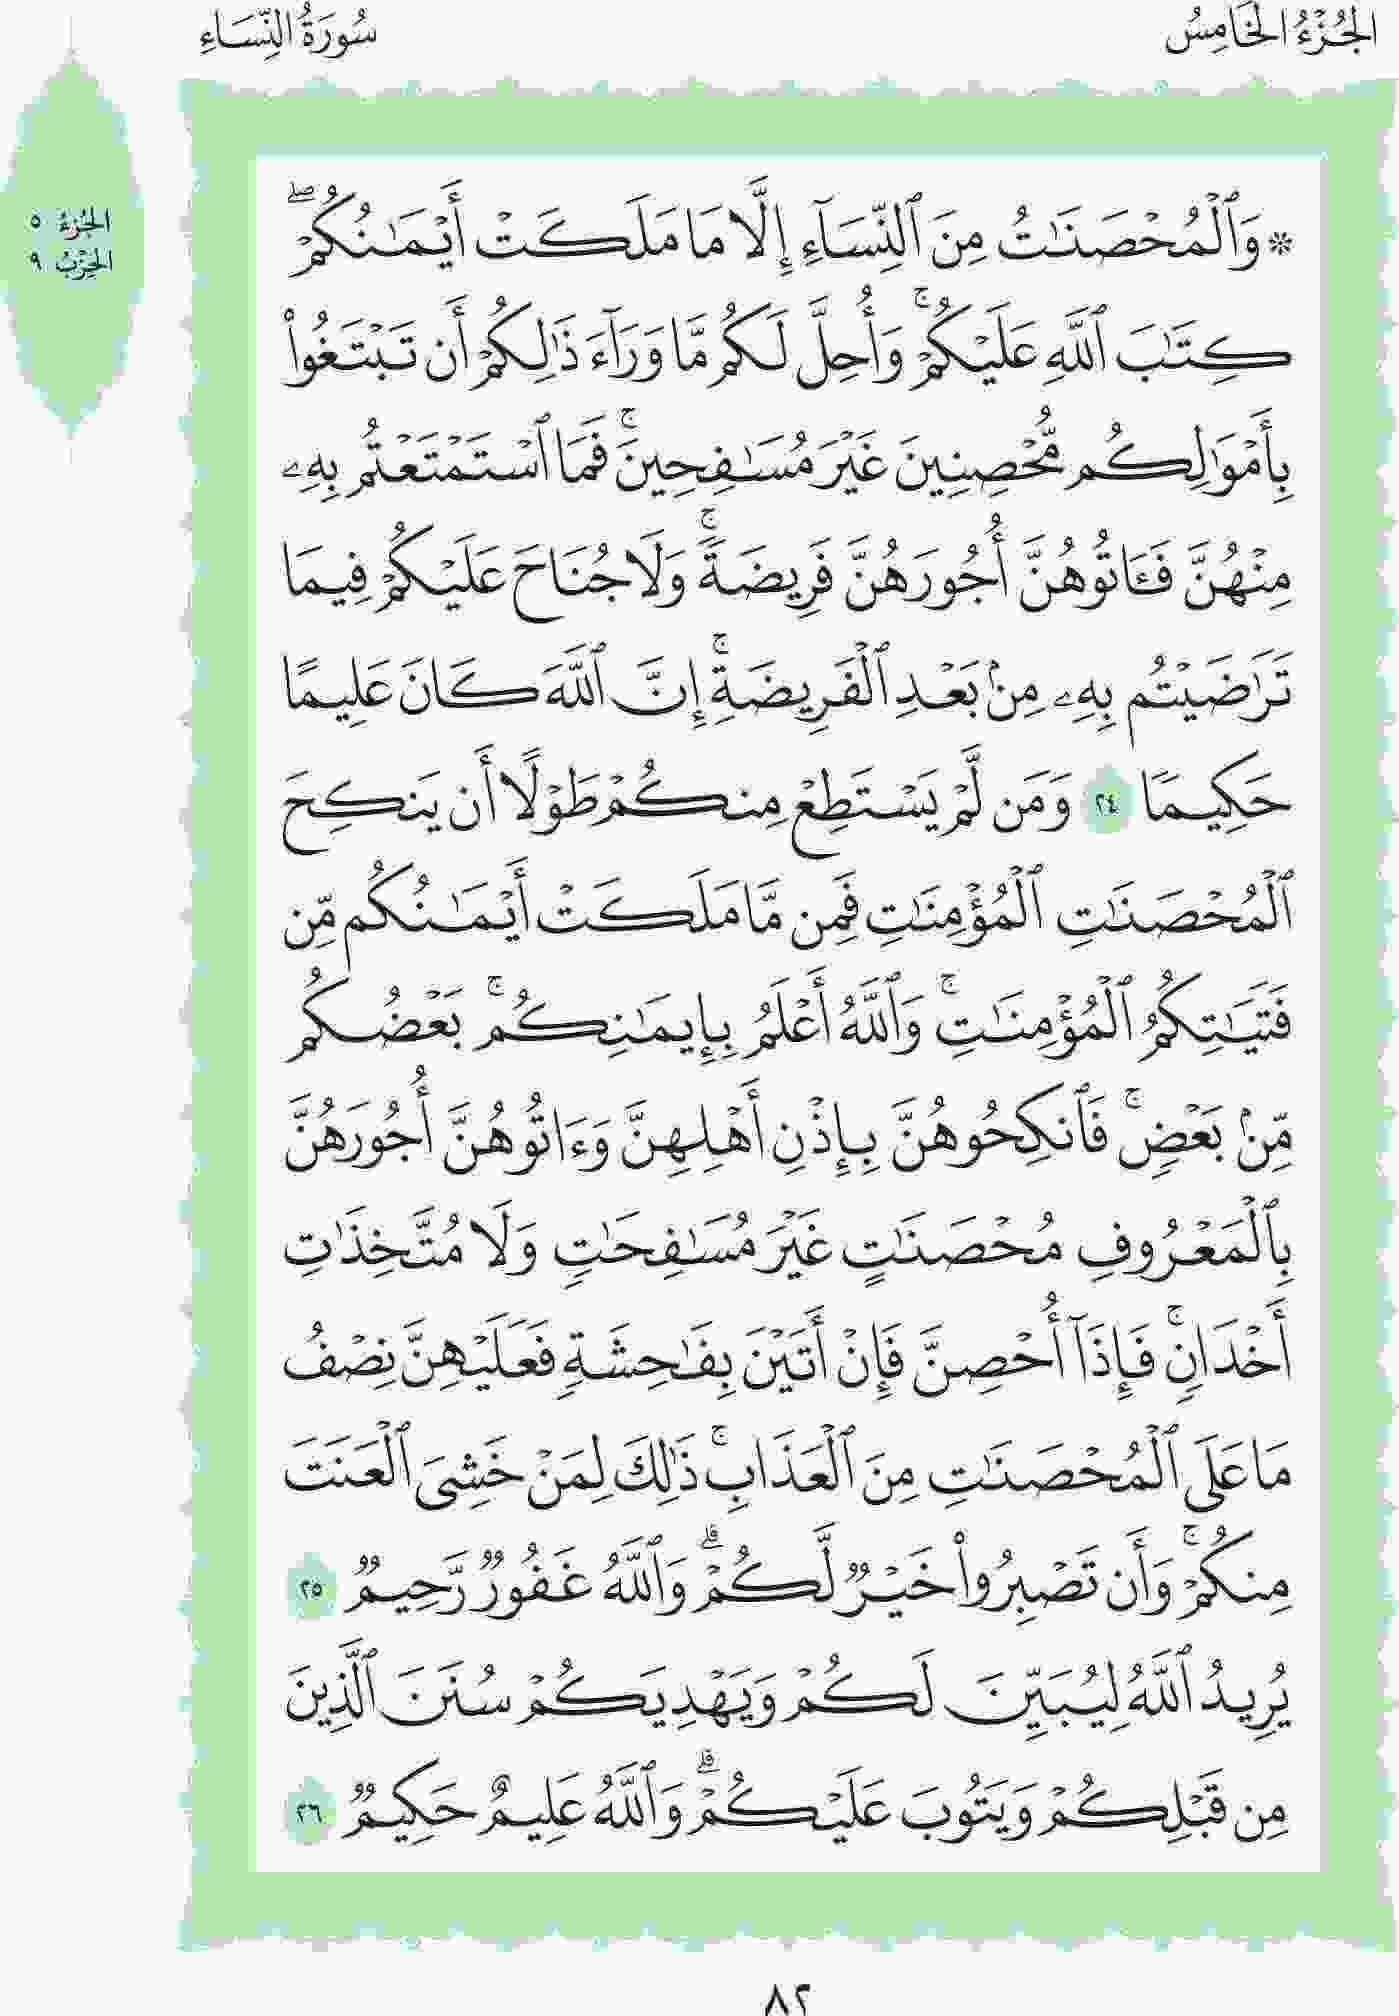 الجُزْءُ الخَامِسُ
سُورَةُ النِّسَاءِ
الجُزْءُ ٥
الحِزْبُ ٩
۞ وَٱلْمُحْصَنَٰتُ مِنَ ٱلنِّسَآءِ إِلَّا مَا مَلَكَتْ أَيْمَٰنُكُمْۖ
كِتَٰبَ ٱللَّهِ عَلَيْكُمْۚ وَأُحِلَّ لَكُم مَّا وَرَآءَ ذَٰلِكُمْ أَن تَبْتَغُوا۟
بِأَمْوَٰلِكُم مُّحْصِنِينَ غَيْرَ مُسَٰفِحِينَۚ فَمَا ٱسْتَمْتَعْتُم بِهِۦ
مِنْهُنَّ فَـَٔاتُوهُنَّ أُجُورَهُنَّ فَرِيضَةًۚ وَلَا جُنَاحَ عَلَيْكُمْ فِيمَا
تَرَٰضَيْتُم بِهِۦ مِنۢ بَعْدِ ٱلْفَرِيضَةِۚ إِنَّ ٱللَّهَ كَانَ عَلِيمًا
حَكِيمًا ٢٤ وَمَن لَّمْ يَسْتَطِعْ مِنكُمْ طَوْلًا أَن يَنكِحَ
ٱلْمُحْصَنَٰتِ ٱلْمُؤْمِنَٰتِ فَمِن مَّا مَلَكَتْ أَيْمَٰنُكُم مِّن
فَتَيَٰتِكُمُ ٱلْمُؤْمِنَٰتِۚ وَٱللَّهُ أَعْلَمُ بِإِيمَٰنِكُمۚ بَعْضُكُم
مِّنۢ بَعْضٍۚ فَٱنكِحُوهُنَّ بِإِذْنِ أَهْلِهِنَّ وَءَاتُوهُنَّ أُجُورَهُنَّ
بِٱلْمَعْرُوفِ مُحْصَنَٰتٍ غَيْرَ مُسَٰفِحَٰتٍ وَلَا مُتَّخِذَٰتِ
أَخْدَانٍۚ فَإِذَآ أُحْصِنَّ فَإِنْ أَتَيْنَ بِفَٰحِشَةٍ فَعَلَيْهِنَّ نِصْفُ
مَا عَلَى ٱلْمُحْصَنَٰتِ مِنَ ٱلْعَذَابِۚ ذَٰلِكَ لِمَنْ خَشِىَ ٱلْعَنَتَ
مِنكُمْۚ وَأَن تَصْبِرُوا۟ خَيْرٌ لَّكُمْۗ وَٱللَّهُ غَفُورٌ رَّحِيمٌ ٢٥
يُرِيدُ ٱللَّهُ لِيُبَيِّنَ لَكُمْ وَيَهْدِيَكُمْ سُنَنَ ٱلَّذِينَ
مِن قَبْلِكُمْ وَيَتُوبَ عَلَيْكُمْۗ وَٱللَّهُ عَلِيمٌ حَكِيمٌ ٢٦
٨٢